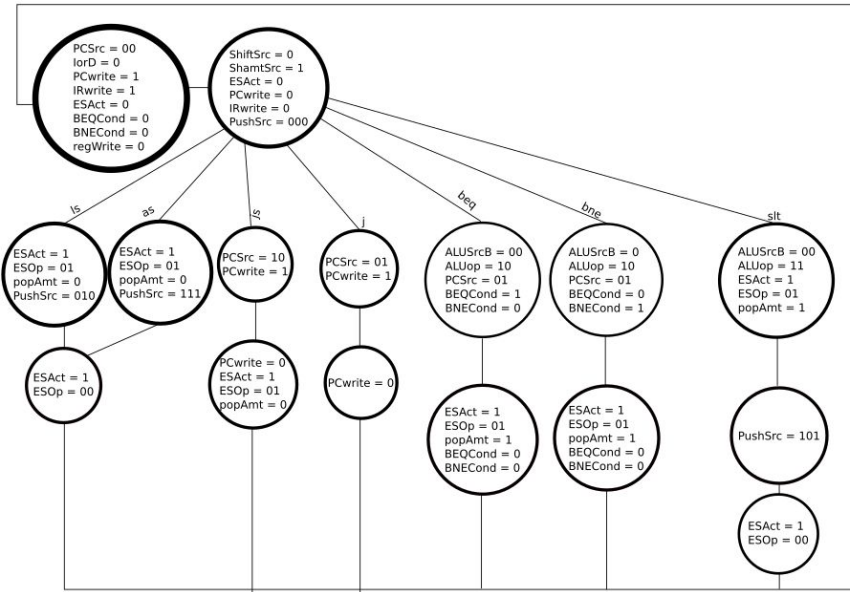 PCSrc = 00
IorD = 0
PCwrite = 1
IRwrite = 1
ESAct = 0
BEQCond = 0
BNECond = 0
regWrite = 0
ShiftSrc = 0
ShamtSrc = 1
ESAct = 0
PCwrite = 0
IRwrite = 0
PushSrc = 000
ls
as
jr
j
beq
bne
slt
ESAct = 1
ESOp = 01
popAmt = 0
PushSrc = 010
ESAct = 1
ESOp = 01
popAmt = 0
PushSrc = 111
PCSrc = 10
PCwrite = 1
PCSrc = 01
PCwrite = 1
ALUSrcB = 00
ALUop = 10
PCSrc = 01
BEQCond = 1
BNECond = 0
ALUSrcB = 0
ALUop = 10
PCSrc = 01
BEQCond = 0
BNECond = 1
ALUSrcB = 00
ALUop = 11
ESAct = 1
ESOp = 01
popAmt = 1
ESAct = 1
ESOp = 00
PCwrite = 0
ESAct = 1
ESOp = 01
popAmt = 0
PCwrite = 0
ESAct = 1
ESOp = 01
popAmt = 1
BEQCond = 0
BNECond = 0
ESAct = 1
ESOp = 01
popAmt = 1
BEQCond = 0
BNECond = 0
PushSrc = 101
ESAct = 1
ESOp = 00